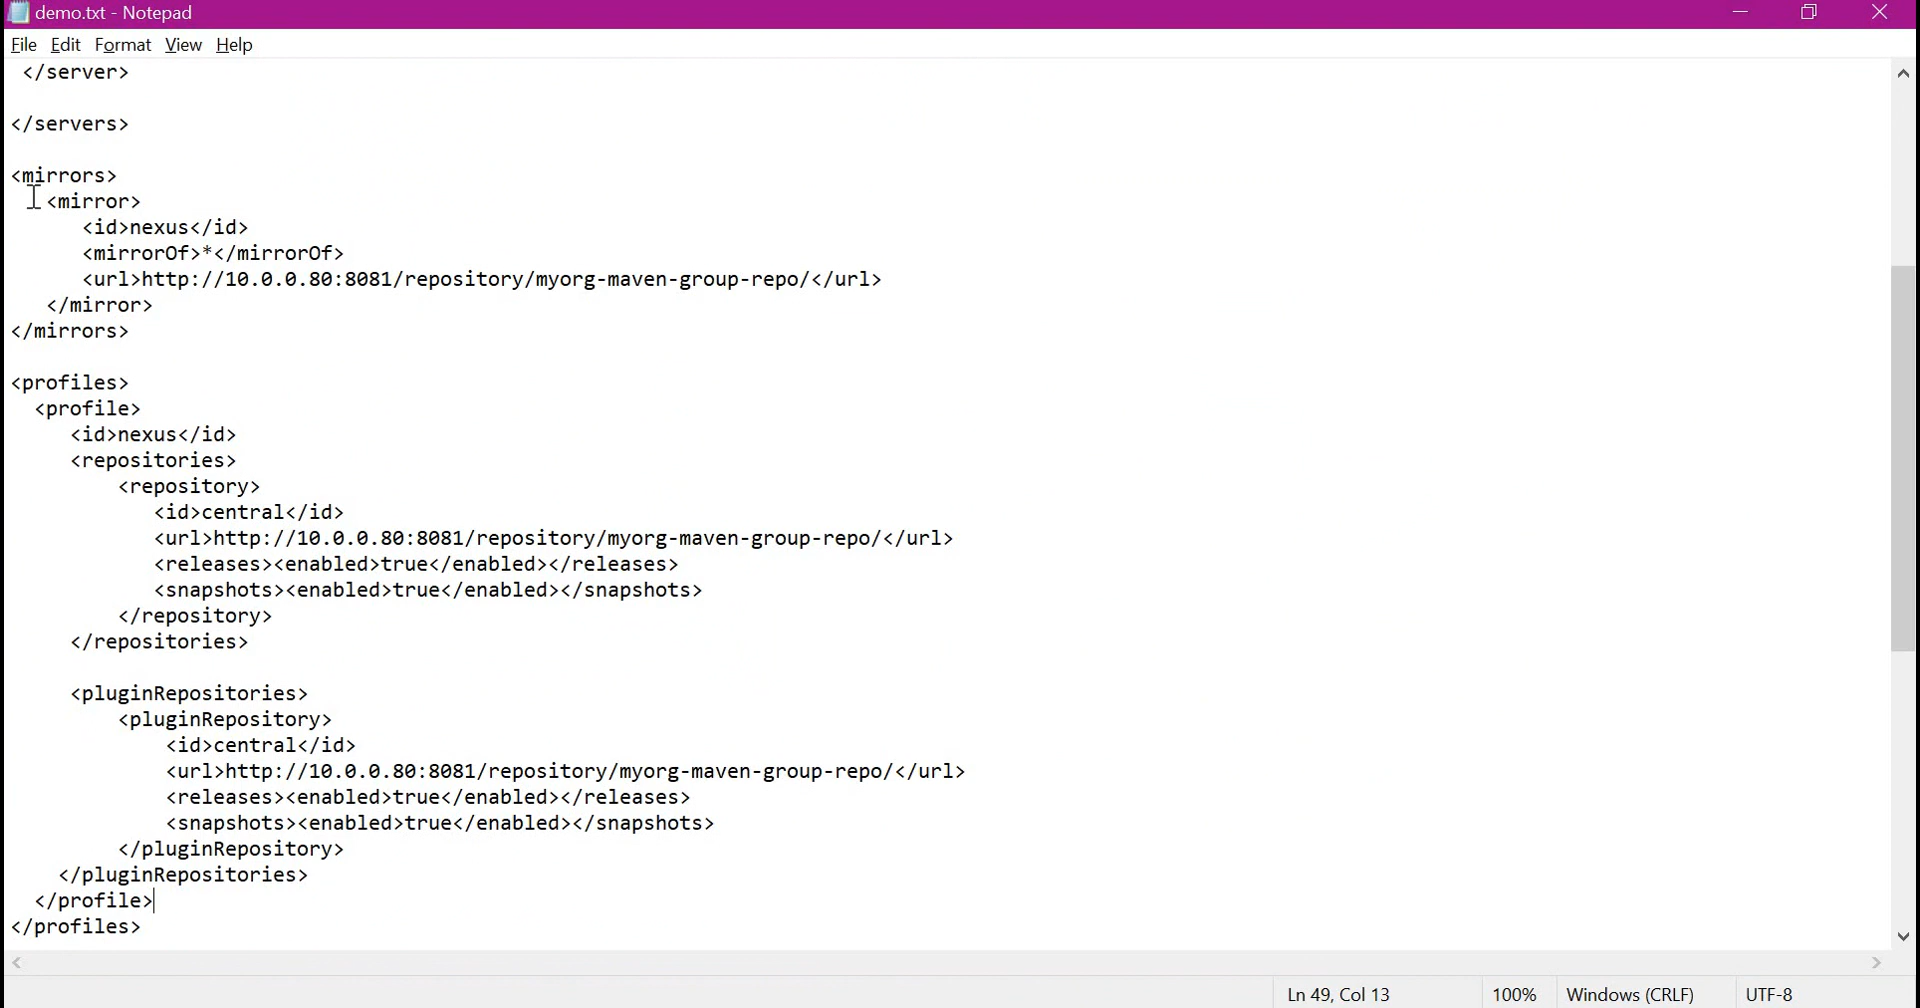 demo.txt - Notepad
File Edit Format View Help
</server>
</servers>
<mirrors>
<mirror>
<id>nexus</id>
<mirrorOf>*</mirrorOf>
<url>http://10.0.0.80:8081/repository/myorg-maven-group-repo/</url>
</mirror>
</mirrors>
<profiles>
<profile>
<id>nexus</id>
<repositories>
<repository>
<id>central</id>
<url>http://10.0.0.80:8081/repository/myorg-maven-group-repo/</url>
<releases><enabled>true</enabled></releases>
<snapshots><enabled>true</enabled></snapshots>
</repository>
</repositories>
<pluginRepositories>
<pluginRepository>
<id>central</id>
<url>http://10.0.0.80:8081/repository/myorg-maven-group-repo/</url>
<releases><enabled>true</enabled></releases>
<snapshots><enabled>true</enabled></snapshots>
</pluginRepository>
</pluginRepositories>
</profile>
</profiles>
Ln 49, Col 13 100% Windows (CRLF) UTF-8